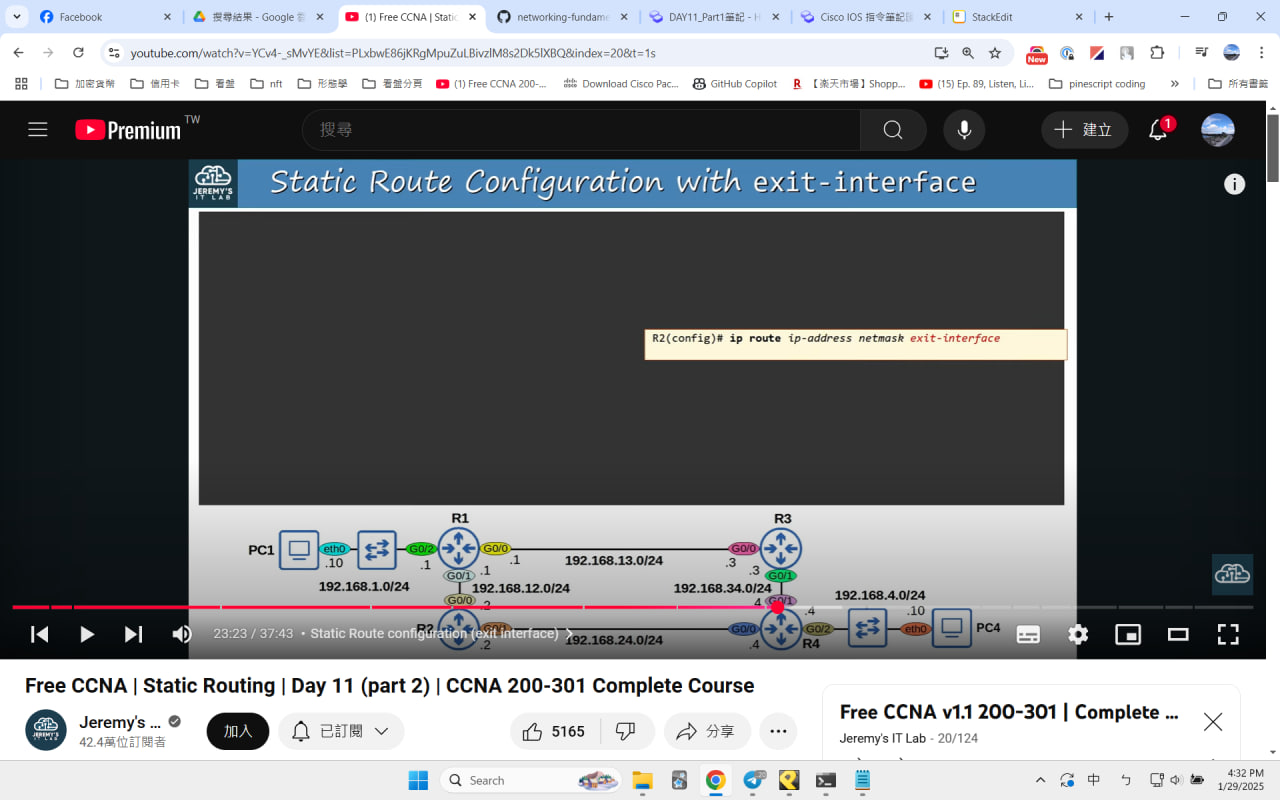 Facebook
搜尋結果 - Google 雲
(1) Free CCNA | Static
networking-fundame
DAY11_Part1筆記 - H
Cisco IOS 指令筆記
StackEdit
youtube.com/watch?v=YCv4-_sMvYE&list=PLxbwE86jKRgMpuZuLBivzlM8s2Dk5lXBQ&index=20&t=1s
New
加密貨幣
信用卡
看盤
nft
形態學
看盤分頁
(1) Free CCNA 200-...
Download Cisco Pac...
GitHub Copilot
【楽天市場】Shopp...
(15) Ep. 89, Listen, Li...
pinescript coding
所有書籤
Premium TW
搜尋
建立
1
JEREMY'S
IT LAB
Static Route Configuration with exit-interface
R2(config)# ip route ip-address netmask exit-interface
R1
R3
PC1
eth0
G0/2
G0/0
G0/0
.10
.1
.1
192.168.13.0/24
.3
G0/1
.1
.3
G0/1
192.168.1.0/24
192.168.12.0/24
192.168.34.0/24
192.168.4.0/24
G0/0
.2
.4
G0/1
.4
.10
R2
G0/1
G0/0
G0/2
eth0
PC4
.2
192.168.24.0/24
.4
R4
23:23 / 37:43 • Static Route configuration (exit interface)
Free CCNA | Static Routing | Day 11 (part 2) | CCNA 200-301 Complete Course
Jeremy's ...
42.4萬位訂閱者
加入
已訂閱
5165
分享
Free CCNA v1.1 200-301 | Complete ...
Jeremy's IT Lab - 20/124
Search
中
4:32 PM
1/29/2025